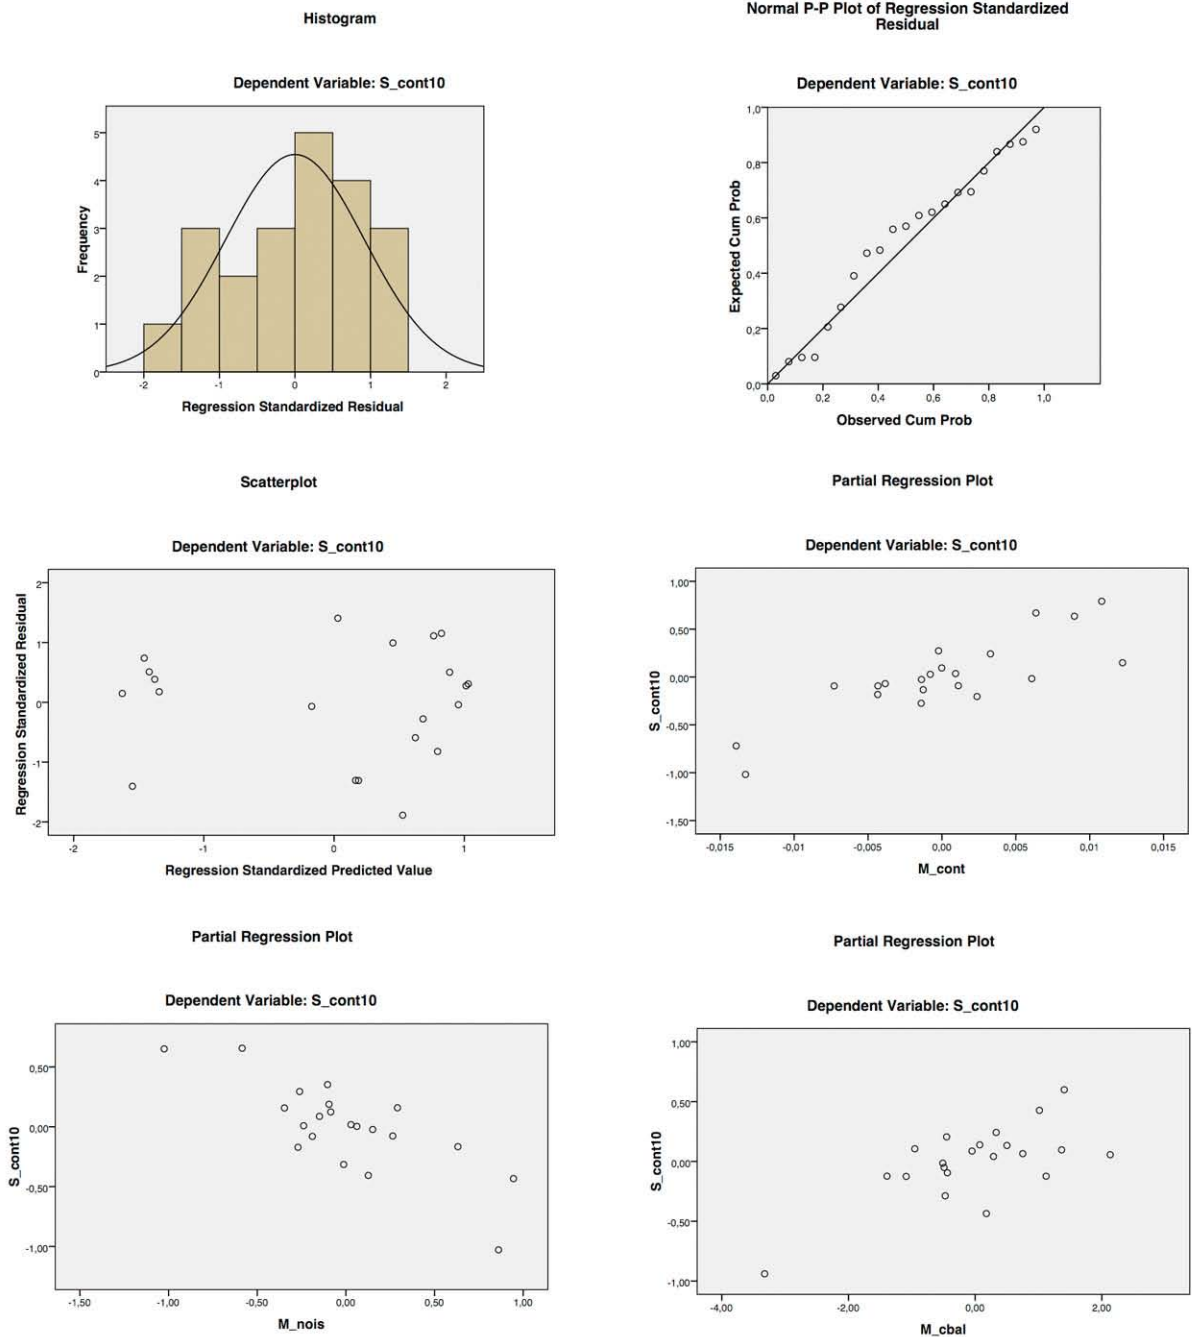 Histogram
Dependent Variable: S_cont10
5
4
3
2
1
0
Frequency
-2
-1
0
1
2
Regression Standardized Residual
Normal P-P Plot of Regression Standardized
Residual
Dependent Variable: S_cont10
1,0
0,8
0,6
0,4
0,2
0,0
Expected Cum Prob
0,0
0,2
0,4
0,6
0,8
1,0
Observed Cum Prob
Scatterplot
Dependent Variable: S_cont10
2
1
0
-1
-2
Regression Standardized Residual
-2
-1
0
1
Regression Standardized Predicted Value
Partial Regression Plot
Dependent Variable: S_cont10
1,00
0,50
0,00
-0,50
-1,00
-1,50
S_cont10
-0,015
-0,01
-0,005
0,00
0,005
0,01
0,015
M_cont
Partial Regression Plot
Dependent Variable: S_cont10
0,50
0,00
-0,50
-1,00
S_cont10
-1,50
-1,00
-0,50
0,00
0,50
1,00
M_nois
Partial Regression Plot
Dependent Variable: S_cont10
1,00
0,50
0,00
-0,50
-1,00
S_cont10
-4,00
-2,00
0,00
2,00
M_cbal